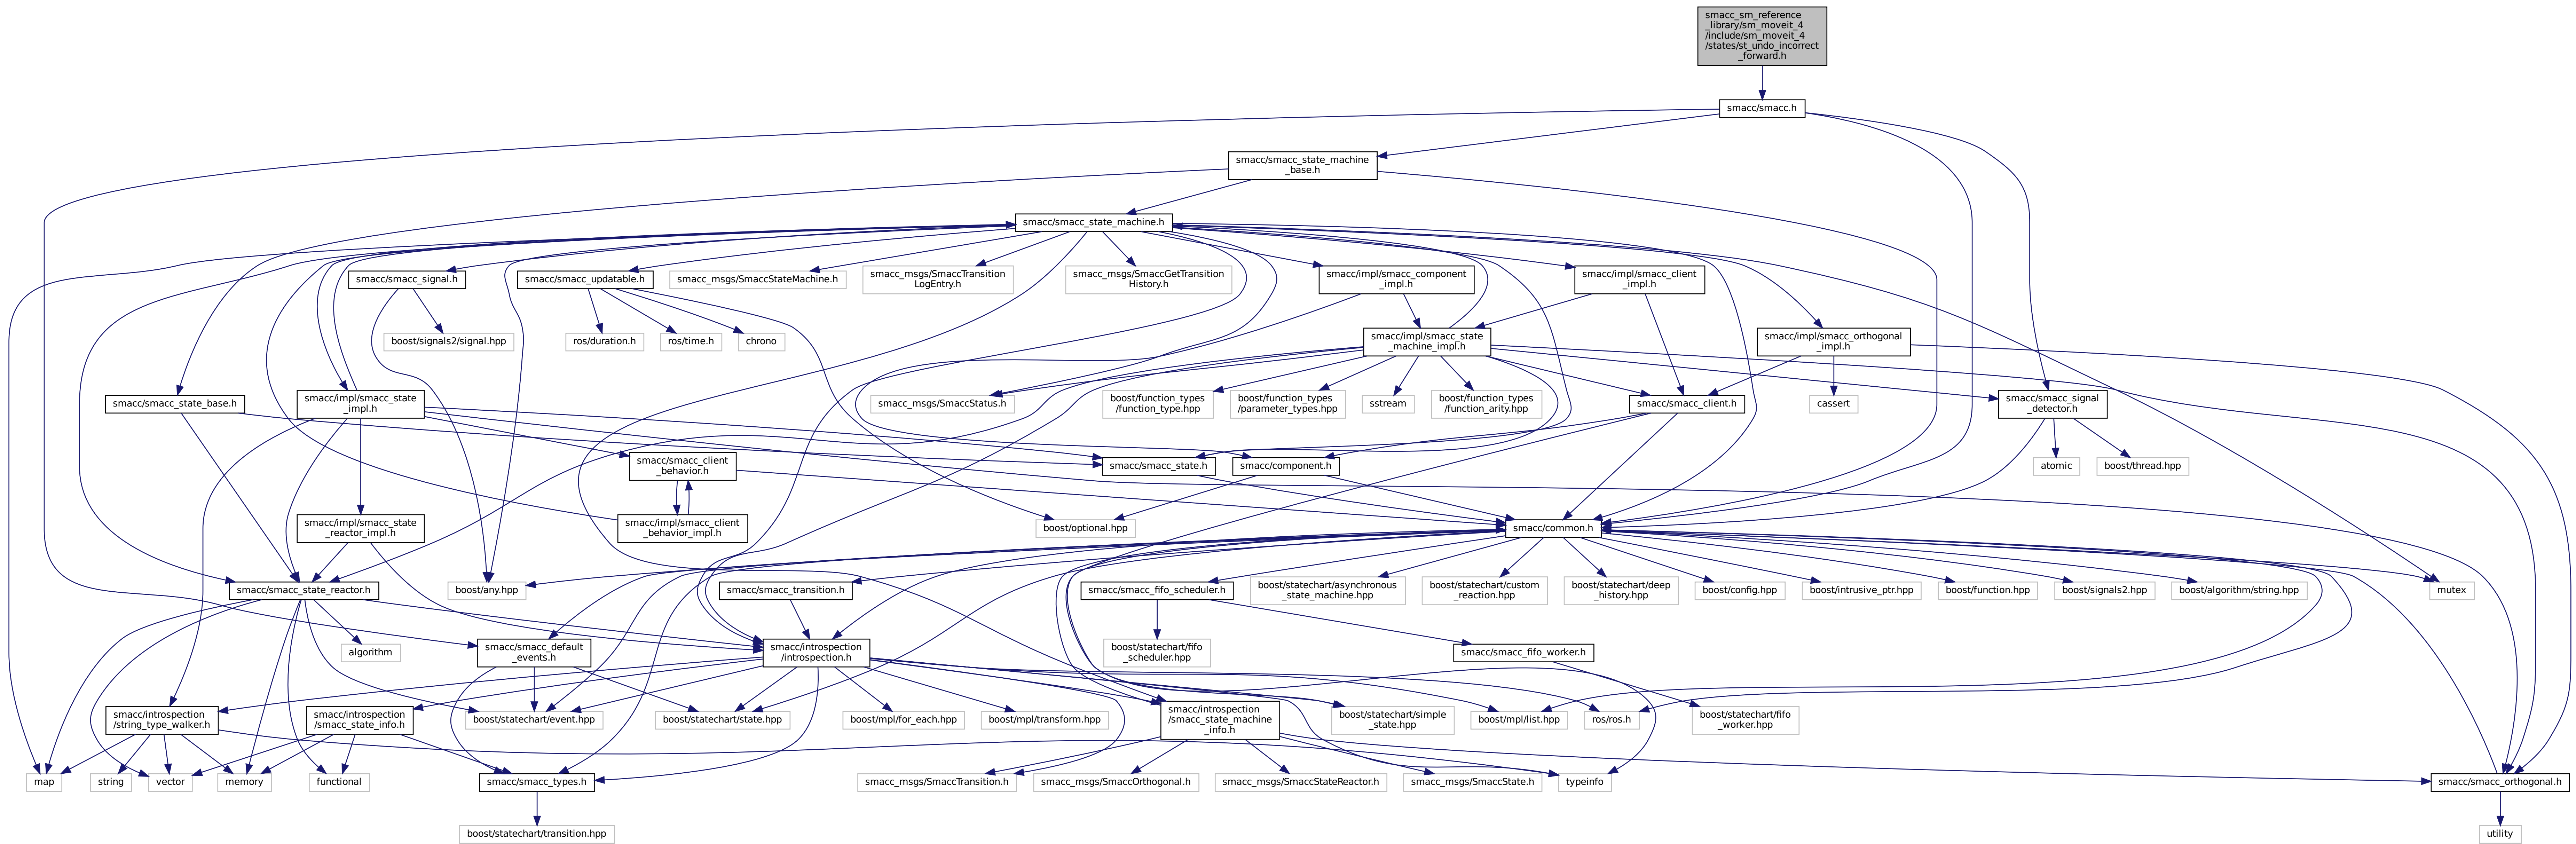 smacc_sm_reference
_library/sm_moveit_4
/include/sm_moveit_4
/states/st_undo_incorrect
_forward.h
smacc/smacc.h
smacc/smacc_state_machine
_base.h
smacc/smacc_state_machine.h
smacc/smacc_signal.h
smacc/smacc_updatable.h
smacc_msgs/SmaccStateMachine.h
smacc_msgs/SmaccTransition
LogEntry.h
smacc_msgs/SmaccGetTransition
History.h
smacc/impl/smacc_component
_impl.h
smacc/impl/smacc_client
_impl.h
boost/signals2/signal.hpp
ros/duration.h
ros/time.h
chrono
smacc/impl/smacc_state
_machine_impl.h
smacc/impl/smacc_orthogonal
_impl.h
smacc/smacc_state_base.h
smacc/impl/smacc_state
_impl.h
smacc_msgs/SmaccStatus.h
boost/function_types
/function_type.hpp
boost/function_types
/parameter_types.hpp
sstream
boost/function_types
/function_arity.hpp
smacc/smacc_client.h
cassert
smacc/smacc_signal
_detector.h
smacc/smacc_client
_behavior.h
smacc/smacc_state.h
smacc/component.h
atomic
boost/thread.hpp
smacc/impl/smacc_state
_reactor_impl.h
smacc/impl/smacc_client
_behavior_impl.h
boost/optional.hpp
smacc/common.h
smacc/smacc_state_reactor.h
boost/any.hpp
smacc/smacc_transition.h
smacc/smacc_fifo_scheduler.h
boost/statechart/asynchronous
_state_machine.hpp
boost/statechart/custom
_reaction.hpp
boost/statechart/deep
_history.hpp
boost/config.hpp
boost/intrusive_ptr.hpp
boost/function.hpp
boost/signals2.hpp
boost/algorithm/string.hpp
mutex
algorithm
smacc/smacc_default
_events.h
smacc/introspection
/introspection.h
boost/statechart/fifo
_scheduler.hpp
smacc/smacc_fifo_worker.h
smacc/introspection
/string_type_walker.h
smacc/introspection
/smacc_state_info.h
boost/statechart/event.hpp
boost/statechart/state.hpp
boost/mpl/for_each.hpp
boost/mpl/transform.hpp
smacc/introspection
/smacc_state_machine
_info.h
boost/statechart/simple
_state.hpp
boost/mpl/list.hpp
ros/ros.h
boost/statechart/fifo
_worker.hpp
map
string
vector
memory
functional
smacc/smacc_types.h
smacc_msgs/SmaccTransition.h
smacc_msgs/SmaccOrthogonal.h
smacc_msgs/SmaccStateReactor.h
smacc_msgs/SmaccState.h
typeinfo
smacc/smacc_orthogonal.h
boost/statechart/transition.hpp
utility